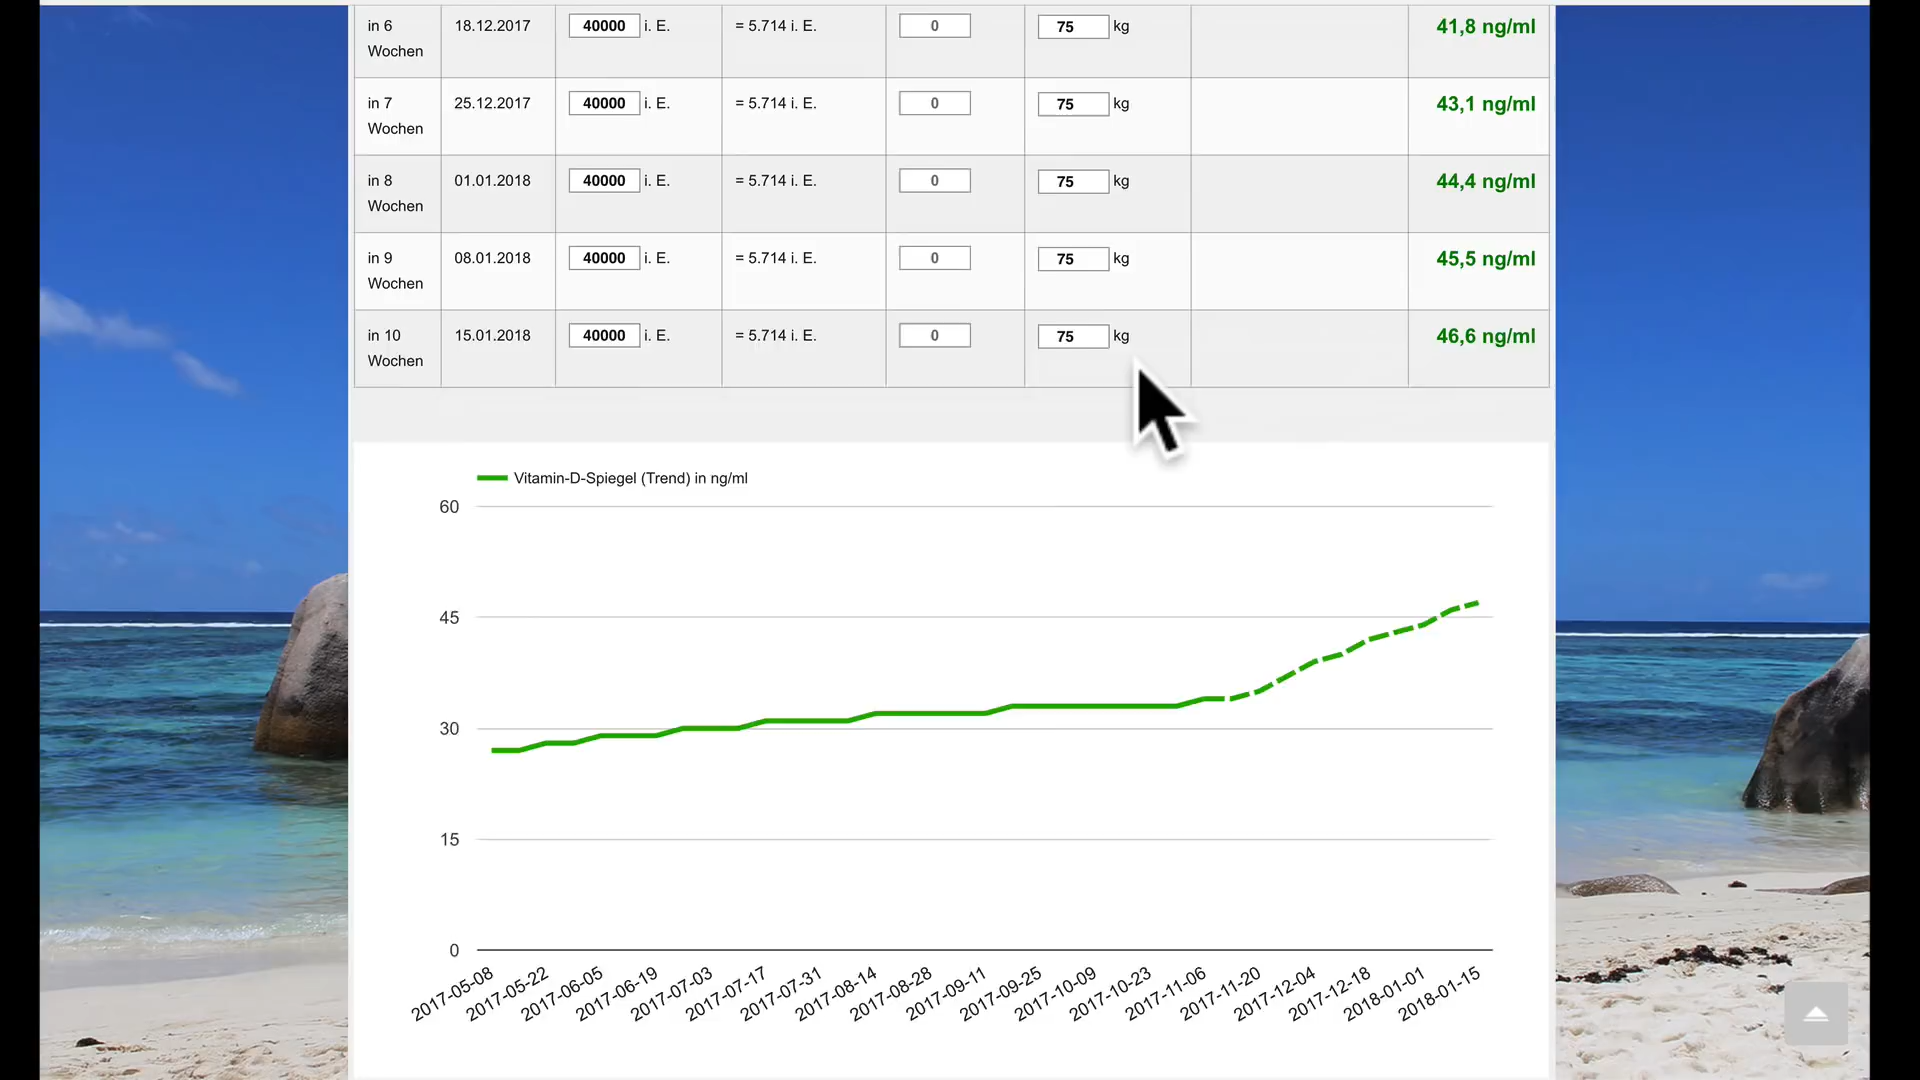 in 6 18.12.2017 40000 i. E. = 5.714 i. E. 0 75 kg 41,8 ng/ml
Wochen
in 7 25.12.2017 40000 i. E. = 5.714 i. E. 0 75 kg 43,1 ng/ml
Wochen
in 8 01.01.2018 40000 i. E. = 5.714 i. E. 0 75 kg 44,4 ng/ml
Wochen
in 9 08.01.2018 40000 i. E. = 5.714 i. E. 0 75 kg 45,5 ng/ml
Wochen
in 10 15.01.2018 40000 i. E. = 5.714 i. E. 0 75 kg 46,6 ng/ml
Wochen
Vitamin-D-Spiegel (Trend) in ng/ml
60
45
30
15
0
2017-05-08 2017-05-22 2017-06-05 2017-06-19 2017-07-03 2017-07-17 2017-07-31 2017-08-14 2017-08-28 2017-09-11 2017-09-25 2017-10-09 2017-10-23 2017-11-06 2017-11-20 2017-12-04 2017-12-18 2018-01-01 2018-01-15